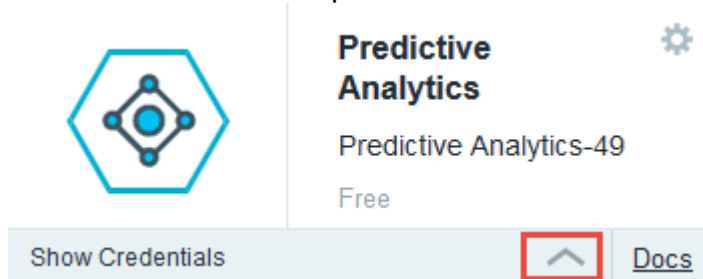 Predictive
Analytics
Predictive Analytics-49
Free
Show Credentials
Docs